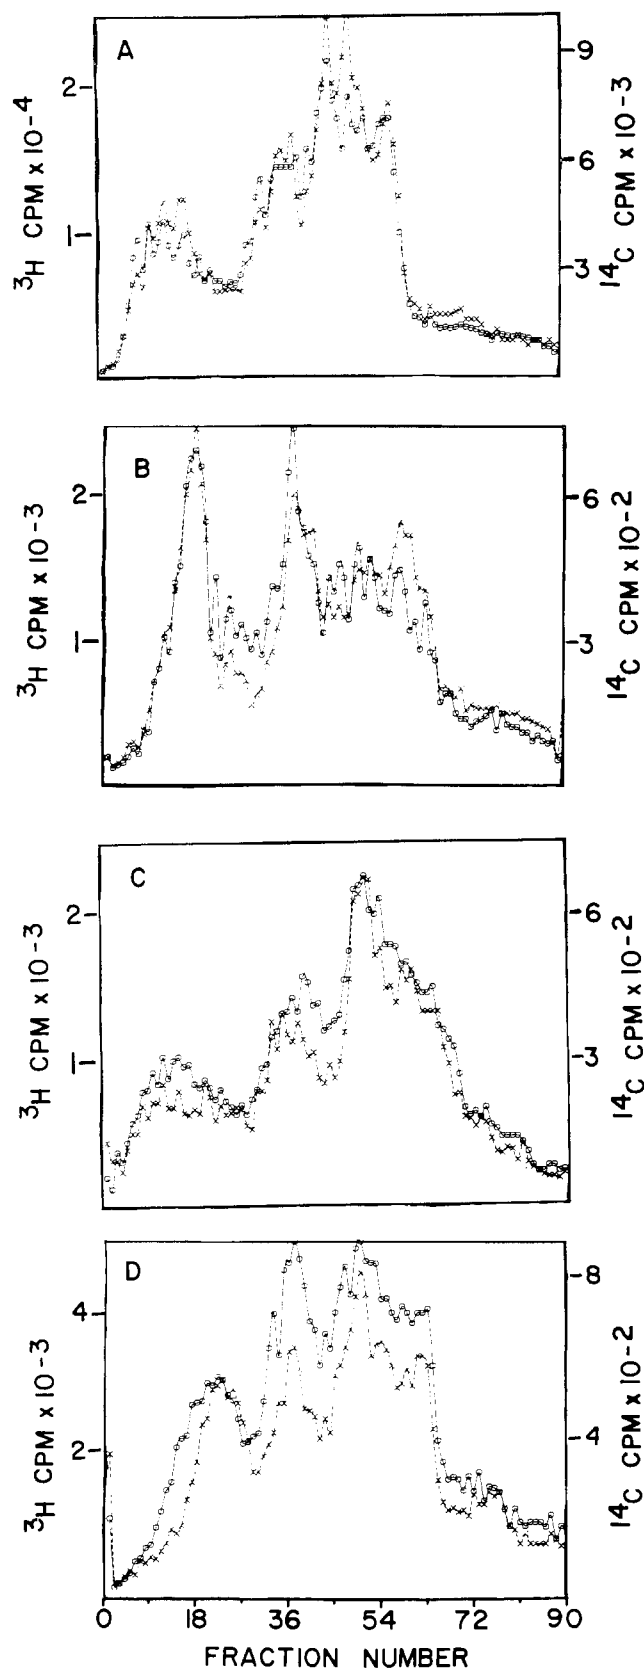 A
2
1
³H CPM x 10-4
9
6
3
¹⁴C CPM x 10-3
B
2
1
³H CPM x 10-3
6
3
¹⁴C CPM x 10-2
C
2
1
³H CPM x 10-3
6
3
¹⁴C CPM x 10-2
D
4
2
³H CPM x 10-3
8
4
¹⁴C CPM x 10-2
0 18 36 54 72 90
FRACTION NUMBER